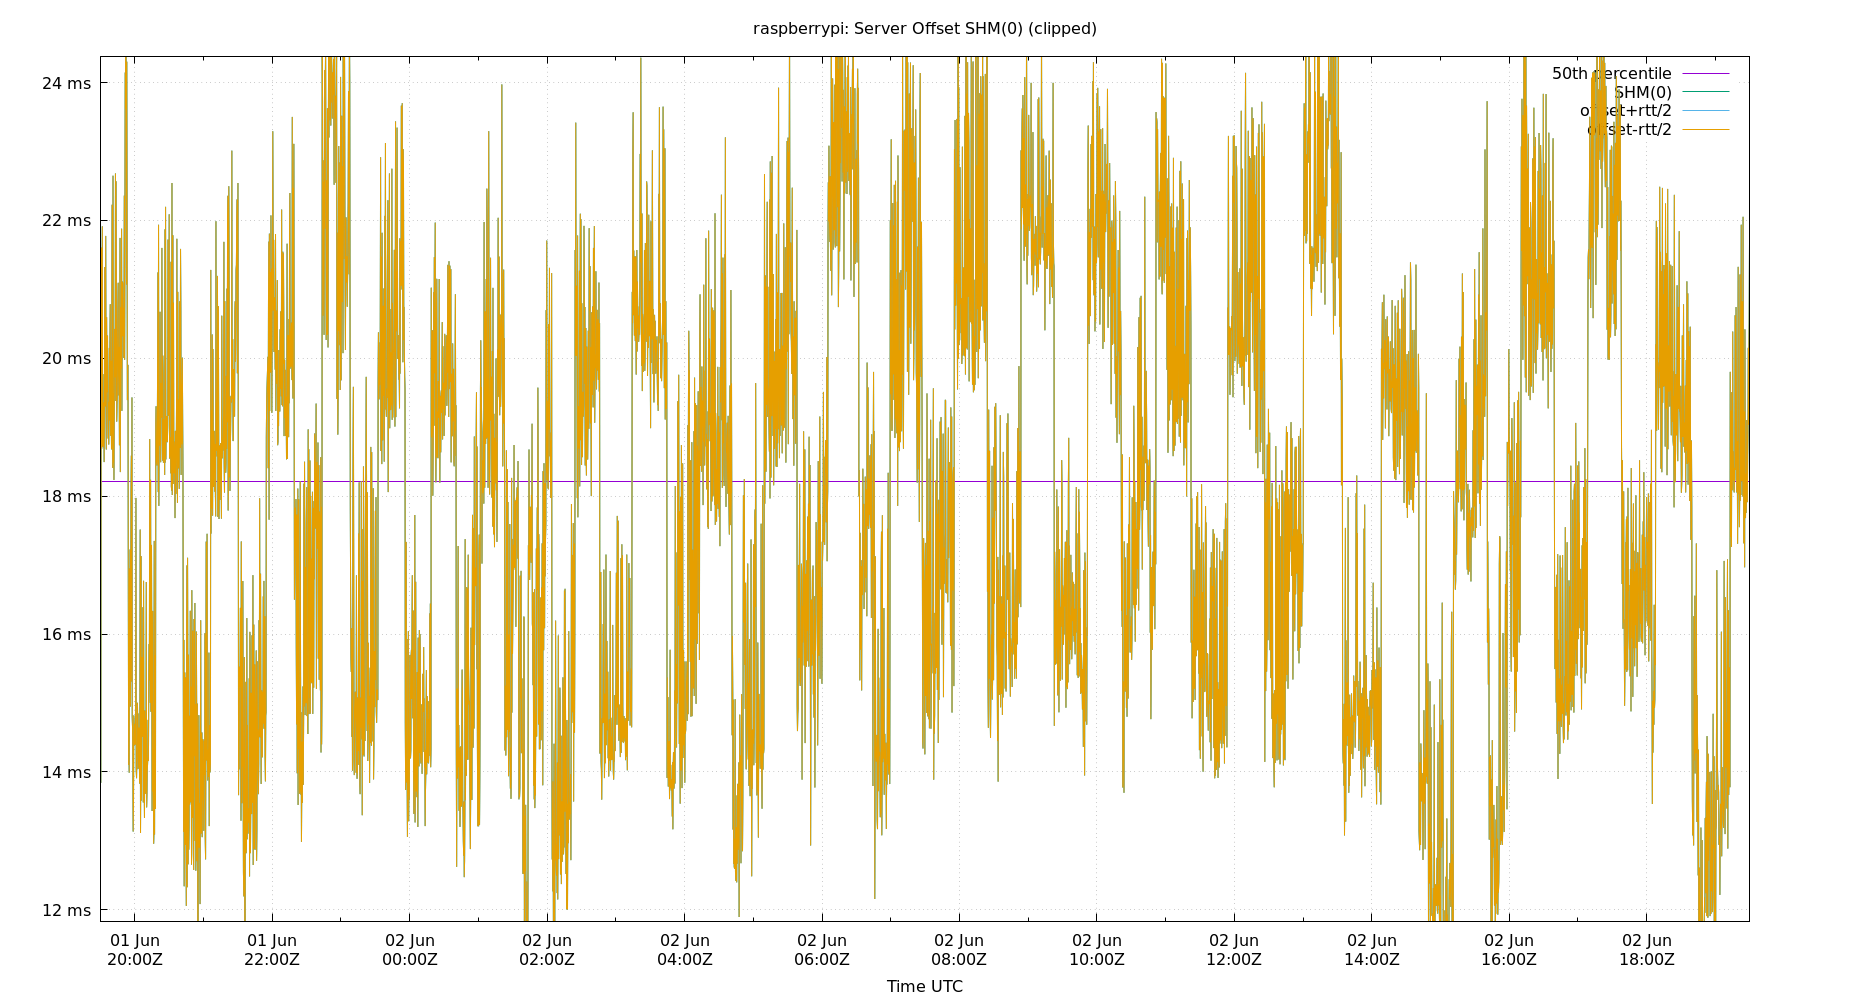 raspberrypi: Server Offset SHM(0) (clipped)
24 ms
22 ms
20 ms
18 ms
16 ms
14 ms
12 ms
50th percentile
SHM(0)
offset+rtt/2
offset-rtt/2
01 Jun 01 Jun 02 Jun 02 Jun 02 Jun 02 Jun 02 Jun 02 Jun 02 Jun 02 Jun 02 Jun 02 Jun
20:00Z 22:00Z 00:00Z 02:00Z 04:00Z 06:00Z 08:00Z 10:00Z 12:00Z 14:00Z 16:00Z 18:00Z
Time UTC